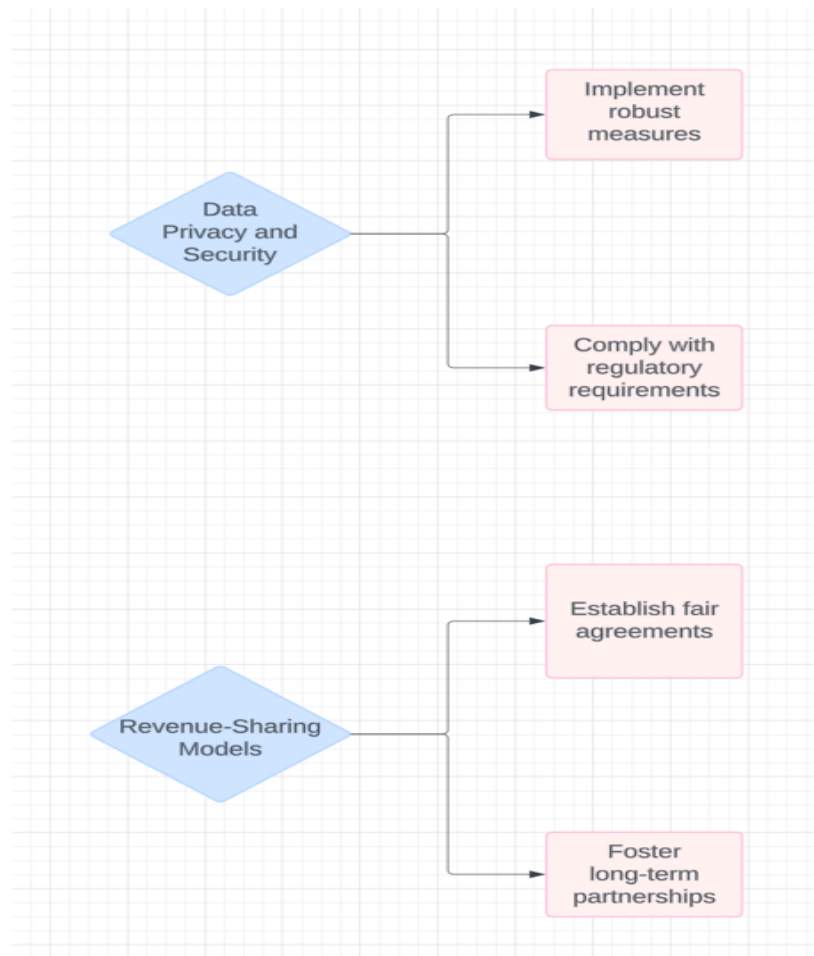 Implement
robust
measures
Data
Privacy and
Security
Comply with
regulatory
requirements
Establish fair
agreements
Revenue-Sharing
Models
Foster
long-term
partnerships